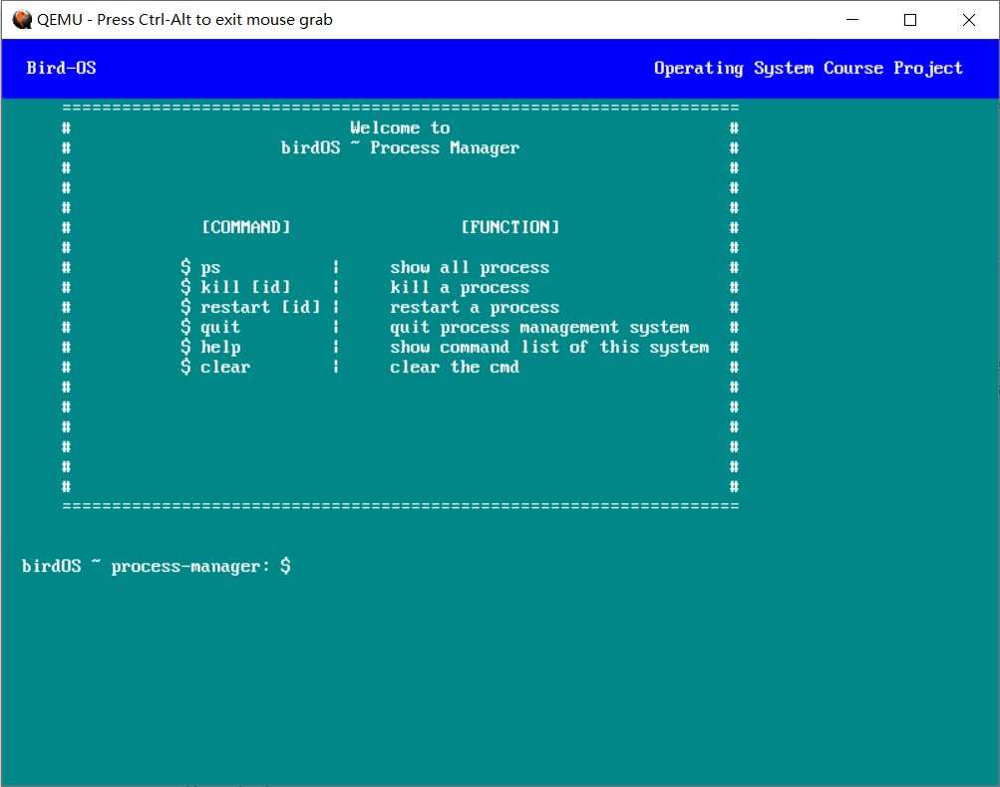 QEMU - Press Ctrl-Alt to exit mouse grab
Bird-OS Operating System Course Project
====================================================================
# Welcome to #
# birdOS ~ Process Manager #
# #
# #
# #
# [COMMAND] [FUNCTION] #
# #
# $ ps | show all process #
# $ kill [id] | kill a process #
# $ restart [id] | restart a process #
# $ quit | quit process management system #
# $ help | show command list of this system #
# $ clear | clear the cmd #
# #
# #
# #
# #
# #
# #
====================================================================
birdOS ~ process-manager: $